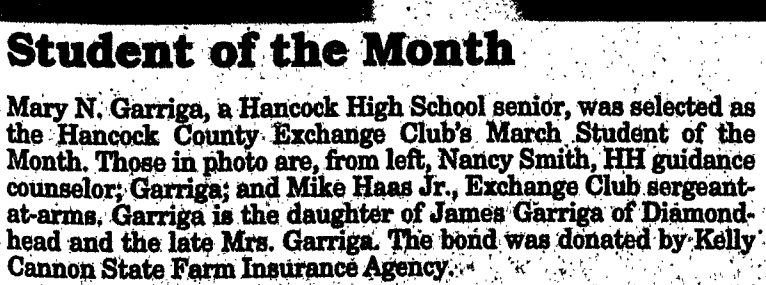 Student of the Month
Mary N. Garriga, a Hancock High School senior, was selected as
the Hancock County Exchange Club's March Student of the
Month. Those in photo are, from left, Nancy Smith, HH guidance
counselor; Garriga; and Mike Haas Jr., Exchange Club sergeant-
at-arms. Garriga is the daughter of James Garriga of Diamond-
head and the late Mrs. Garriga. The bond was donated by Kelly
Cannon State Farm Insurance Agency.